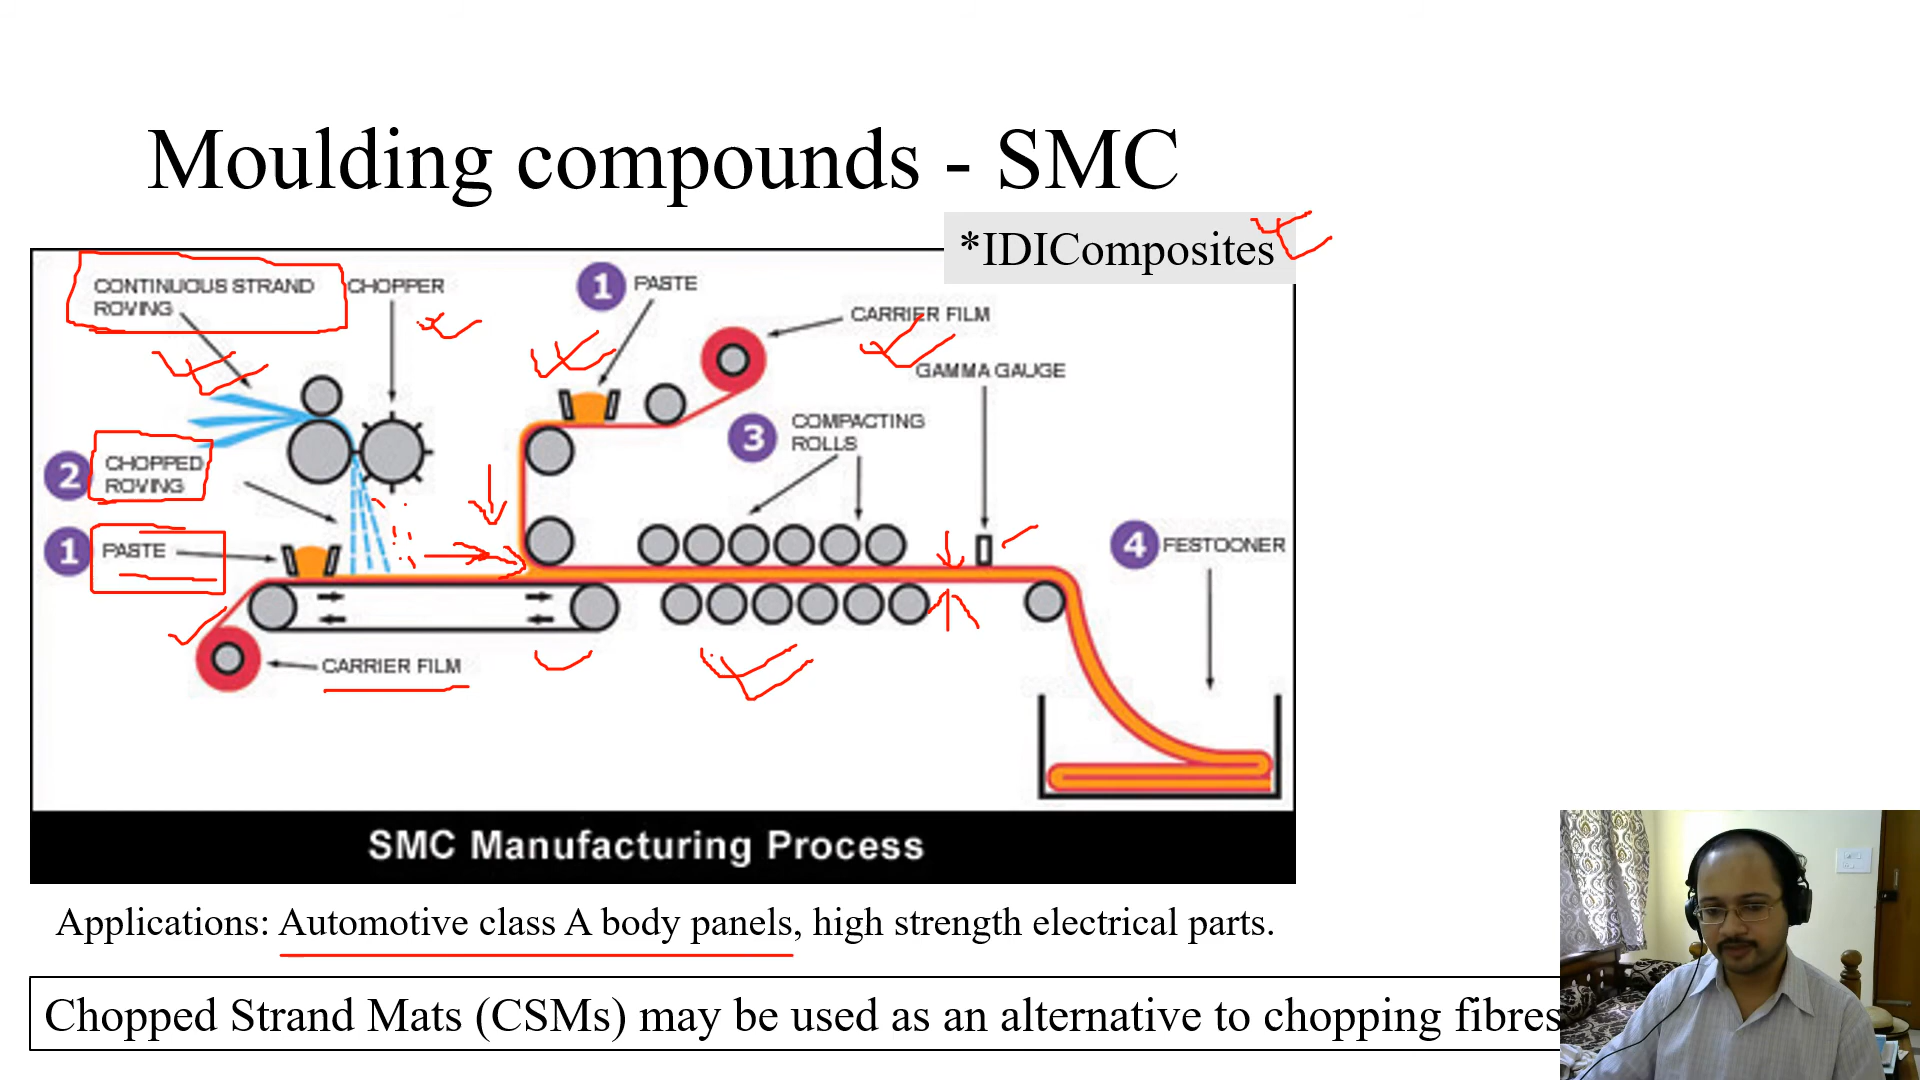 Moulding compounds - SMC
*IDIComposites
CONTINUOUS STRAND
ROVING
CHOPPER
1
PASTE
CARRIER FILM
GAMMA GAUGE
3
COMPACTING
ROLLS
2
CHOPPED
ROVING
1
PASTE
4
FESTOONER
CARRIER FILM
SMC Manufacturing Process
Applications: Automotive class A body panels, high strength electrical parts.
Chopped Strand Mats (CSMs) may be used as an alternative to chopping fibres